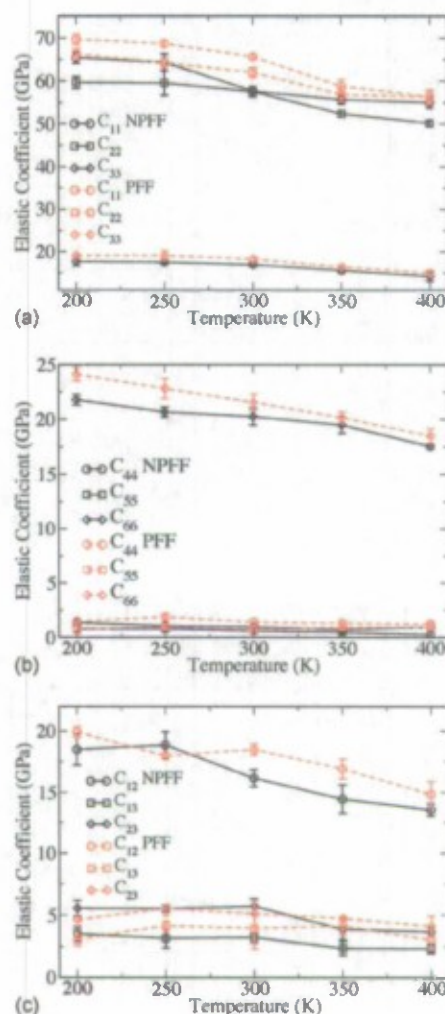 70
60
50
40
30
20
Elastic Coefficient (GPa)
C₁₁ NPFF
C₂₂
C₃₃
C₁₁ PFF
C₂₂
C₃₃
200 250 300 350 400
(a)
Temperature (K)
25
20
15
10
5
0
Elastic Coefficient (GPa)
C₄₄ NPFF
C₅₅
C₆₆
C₄₄ PFF
C₅₅
C₆₆
200 250 300 350 400
(b)
Temperature (K)
20
15
10
5
0
Elastic Coefficient (GPa)
C₁₂ NPFF
C₁₃
C₂₃
C₁₂ PFF
C₁₃
C₂₃
200 250 300 350 400
(c)
Temperature (K)